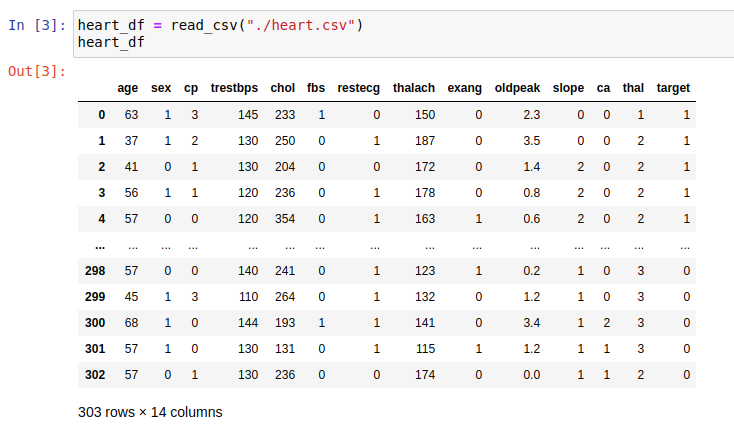 In [3]: heart_df = read_csv("./heart.csv")
heart_df
Out[3]:
age sex cp trestbps chol fbs restecg thalach exang oldpeak slope ca thal target
0 63 1 3 145 233 1 0 150 0 2.3 0 0 1 1
1 37 1 2 130 250 0 1 187 0 3.5 0 0 2 1
2 41 0 1 130 204 0 0 172 0 1.4 2 0 2 1
3 56 1 1 120 236 0 1 178 0 0.8 2 0 2 1
4 57 0 0 120 354 0 1 163 1 0.6 2 0 2 1
... ... ... ... ... ... ... ... ... ... ... ... ... ... ...
298 57 0 0 140 241 0 1 123 1 0.2 1 0 3 0
299 45 1 3 110 264 0 1 132 0 1.2 1 0 3 0
300 68 1 0 144 193 1 1 141 0 3.4 1 2 3 0
301 57 1 0 130 131 0 1 115 1 1.2 1 1 3 0
302 57 0 1 130 236 0 0 174 0 0.0 1 1 2 0
303 rows × 14 columns